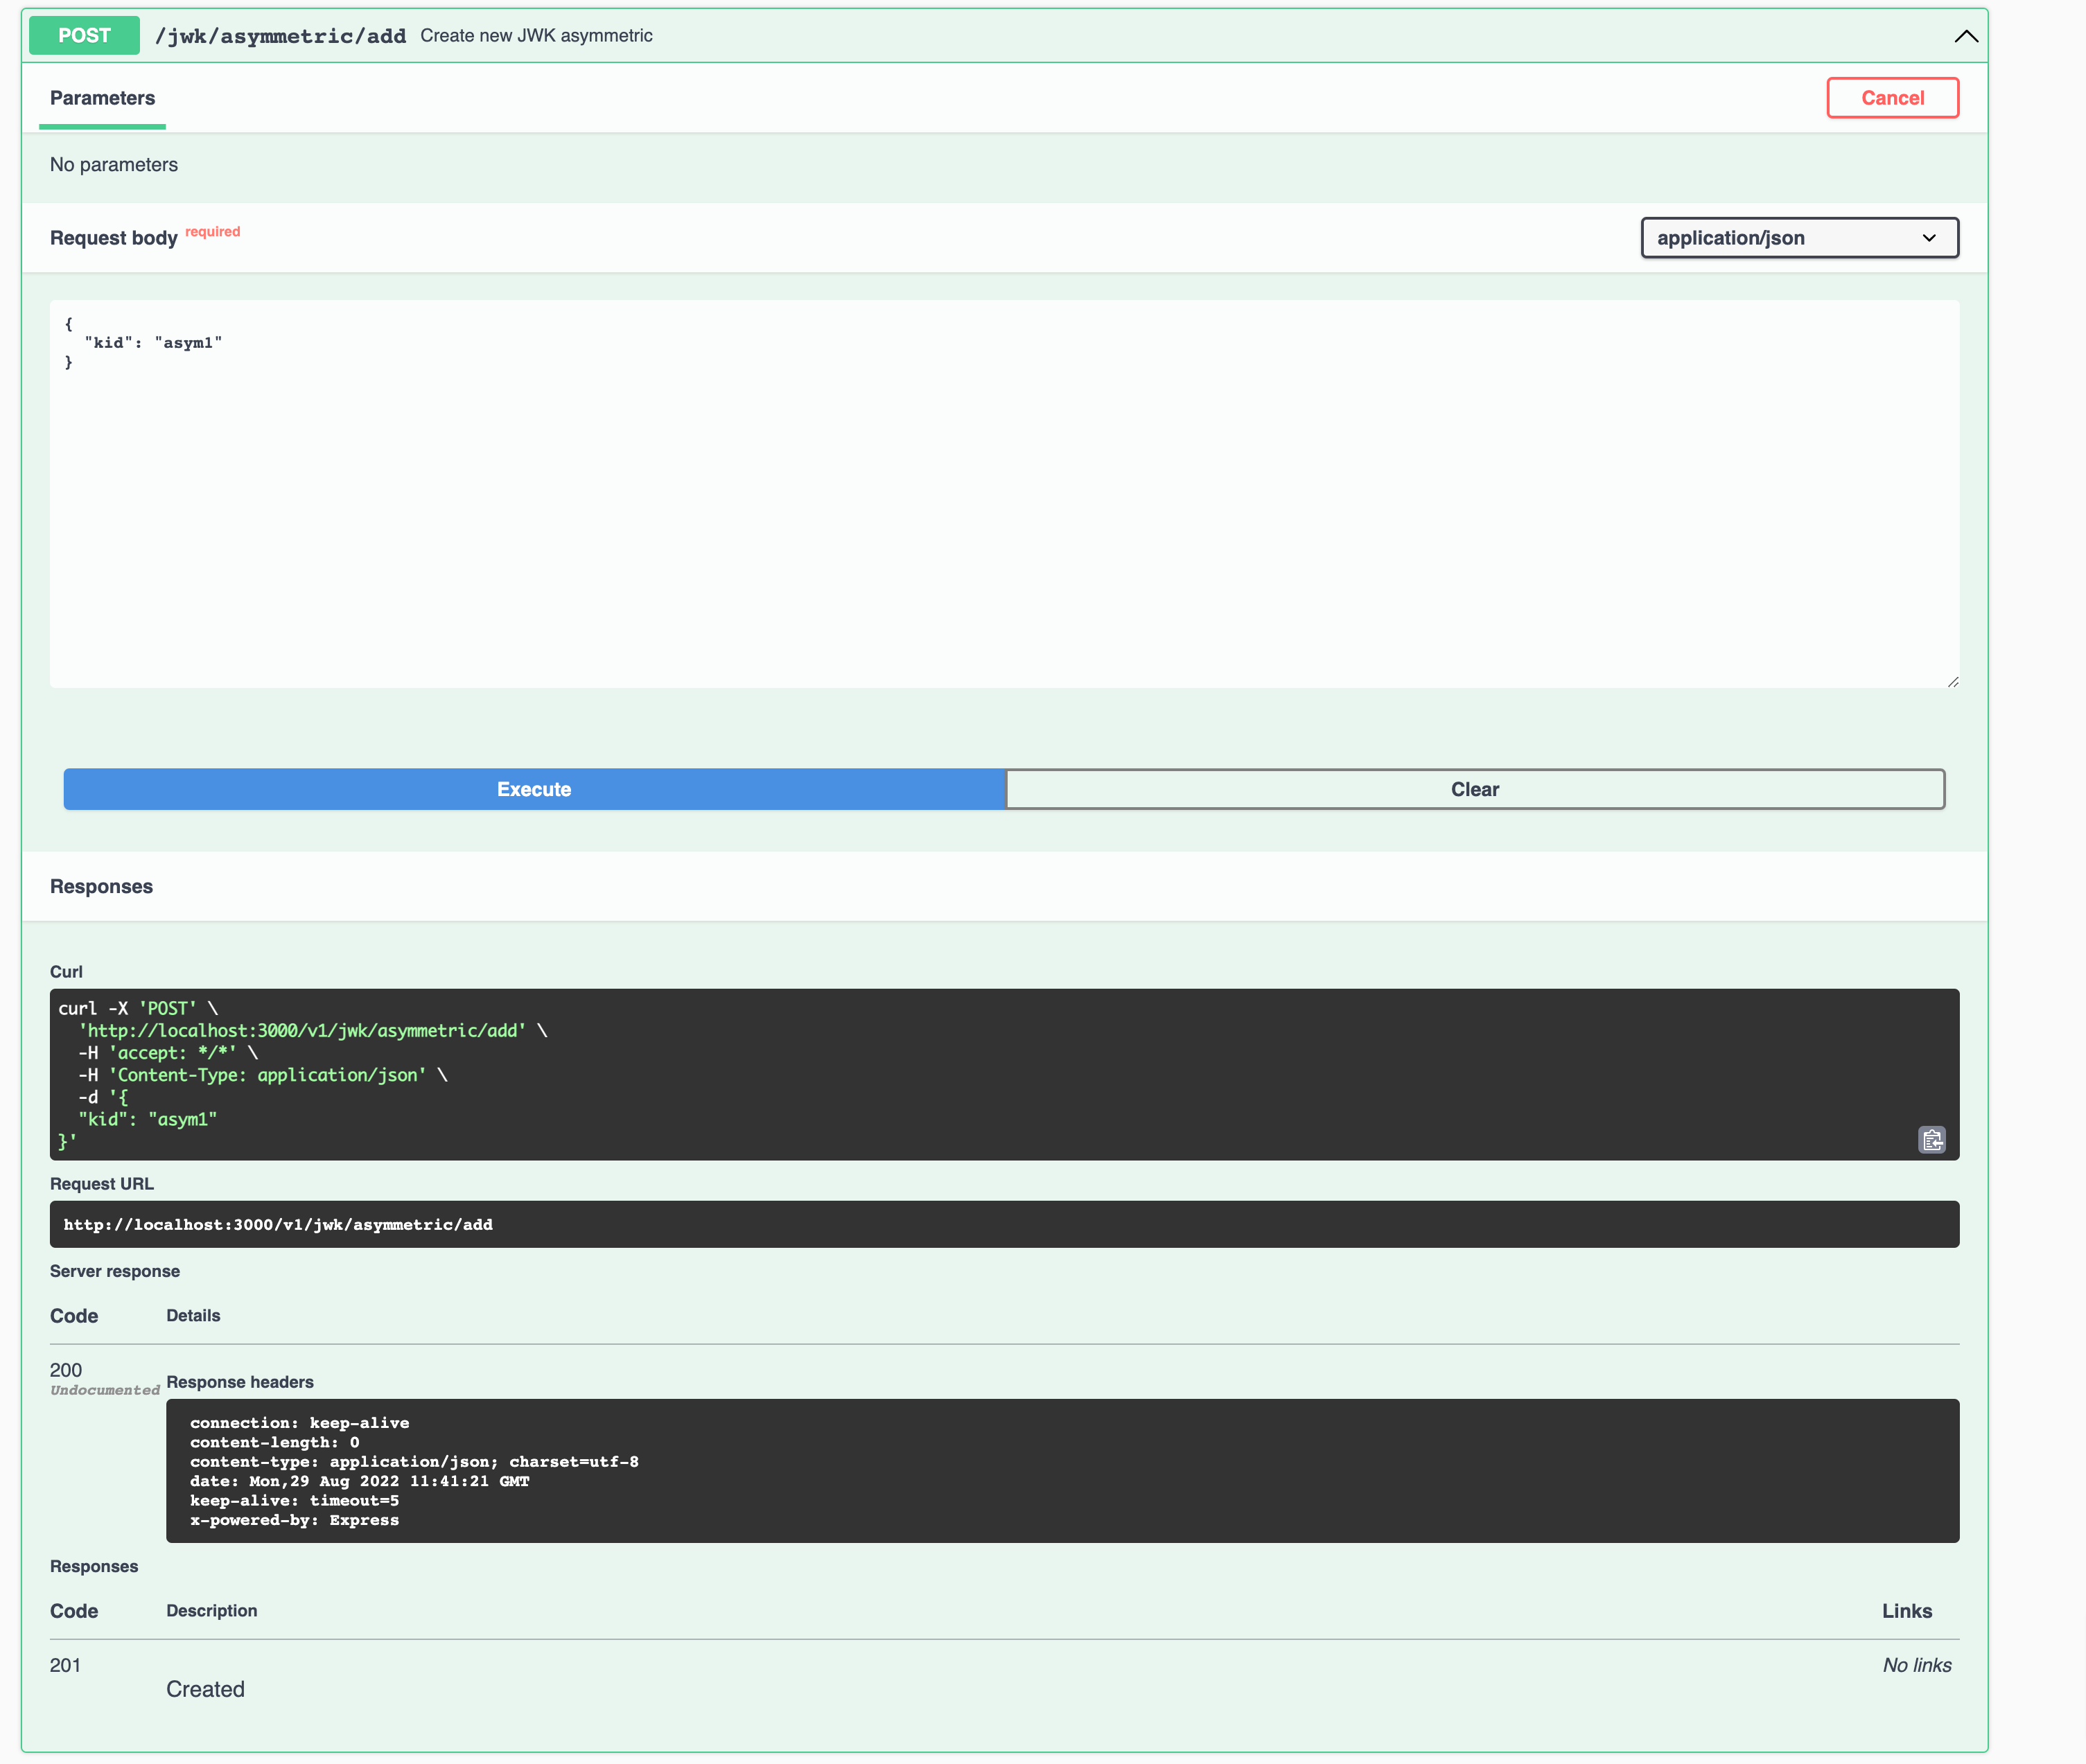 POST /jwk/asymmetric/add Create new JWK asymmetric
Parameters
Cancel
No parameters
Request body required
application/json
{
  "kid": "asym1"
}
Execute
Clear
Responses
Curl
curl -X 'POST' \
  'http://localhost:3000/v1/jwk/asymmetric/add' \
  -H 'accept: */*' \
  -H 'Content-Type: application/json' \
  -d '{
  "kid": "asym1"
}'
Request URL
http://localhost:3000/v1/jwk/asymmetric/add
Server response
Code Details
200
Undocumented
Response headers
connection: keep-alive
content-length: 0
content-type: application/json; charset=utf-8
date: Mon,29 Aug 2022 11:41:21 GMT
keep-alive: timeout=5
x-powered-by: Express
Responses
Code Description Links
201
Created
No links